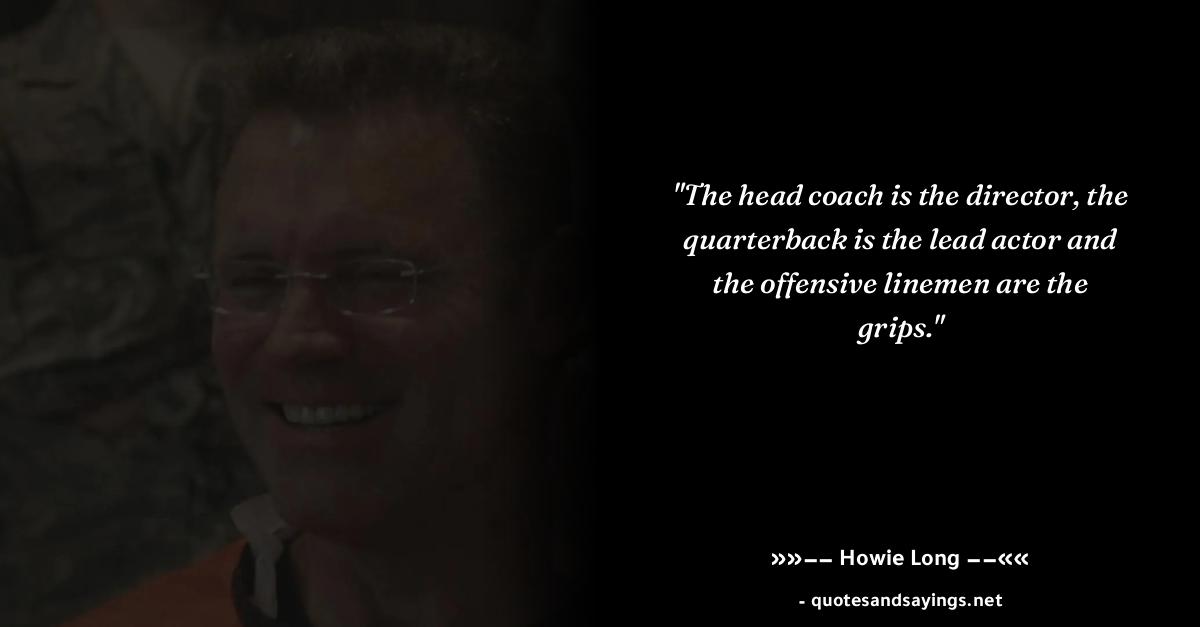 "The head coach is the director, the
quarterback is the lead actor and
the offensive linemen are the
grips."
»»−− Howie Long −−««
- quotesandsayings.net